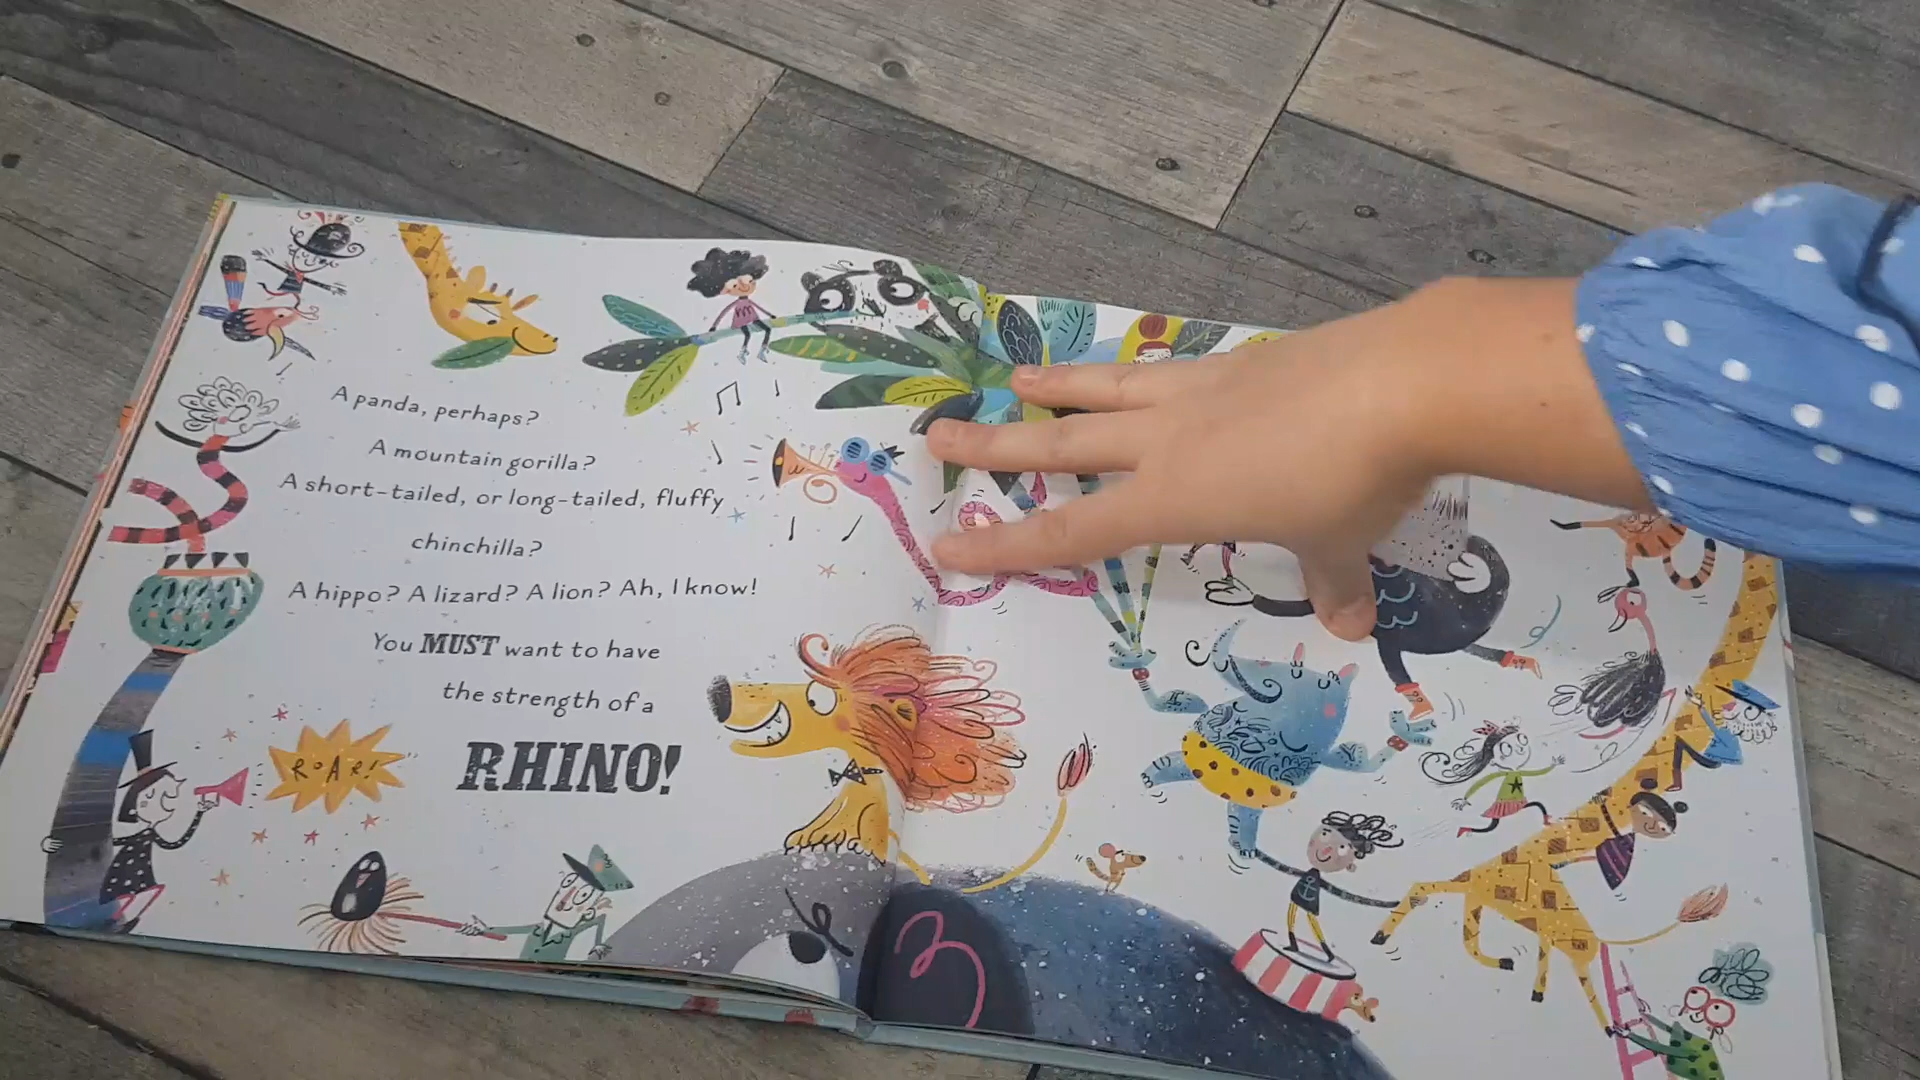 A panda, perhaps?
A mountain gorilla?
A short-tailed, or long-tailed, fluffy
chinchilla?
A hippo? A lizard? A lion? Ah, I know!
You MUST want to have
the strength of a
RHINO!
ROAR!